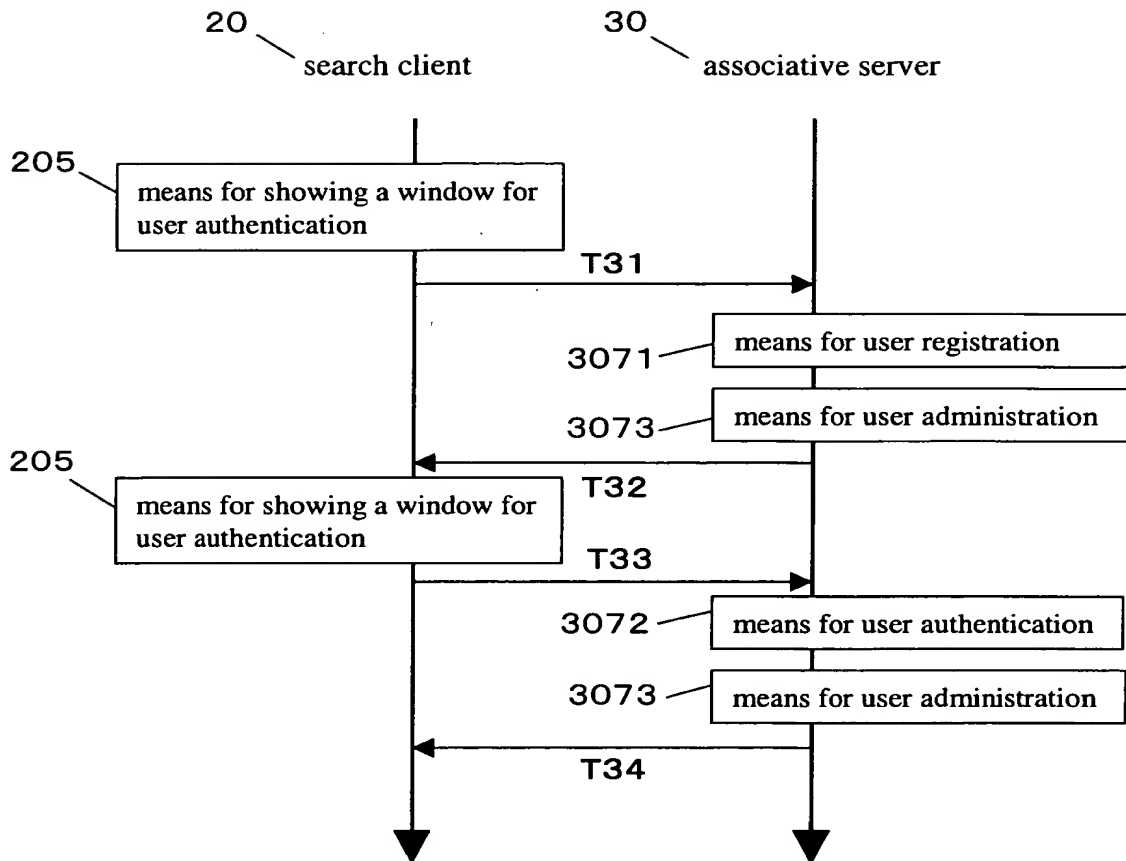 20
30
search client
associative server
205
means for showing a window for
user authentication
T31
3071
means for user registration
3073
means for user administration
205
T32
means for showing a window for
user authentication
T33
3072
means for user authentication
3073
means for user administration
T34